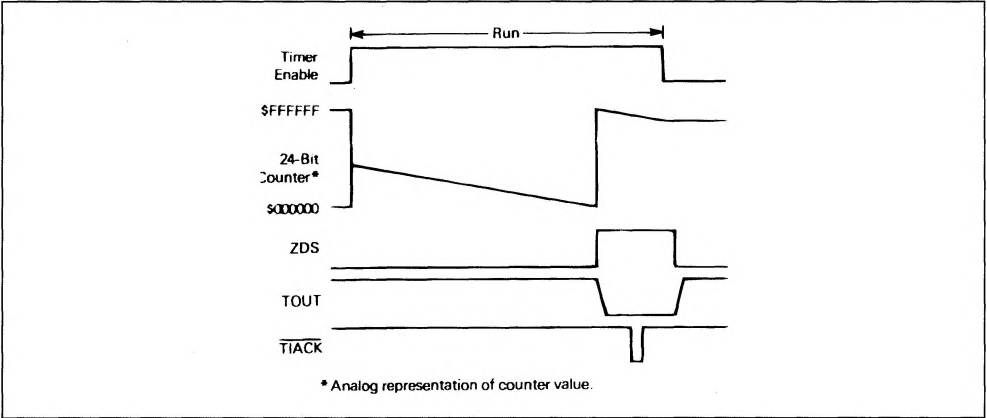 Run
Timer
Enable
$FFFFFF
24-Bit
Counter*
$000000
ZDS
TOUT
TIACK
* Analog representation of counter value.